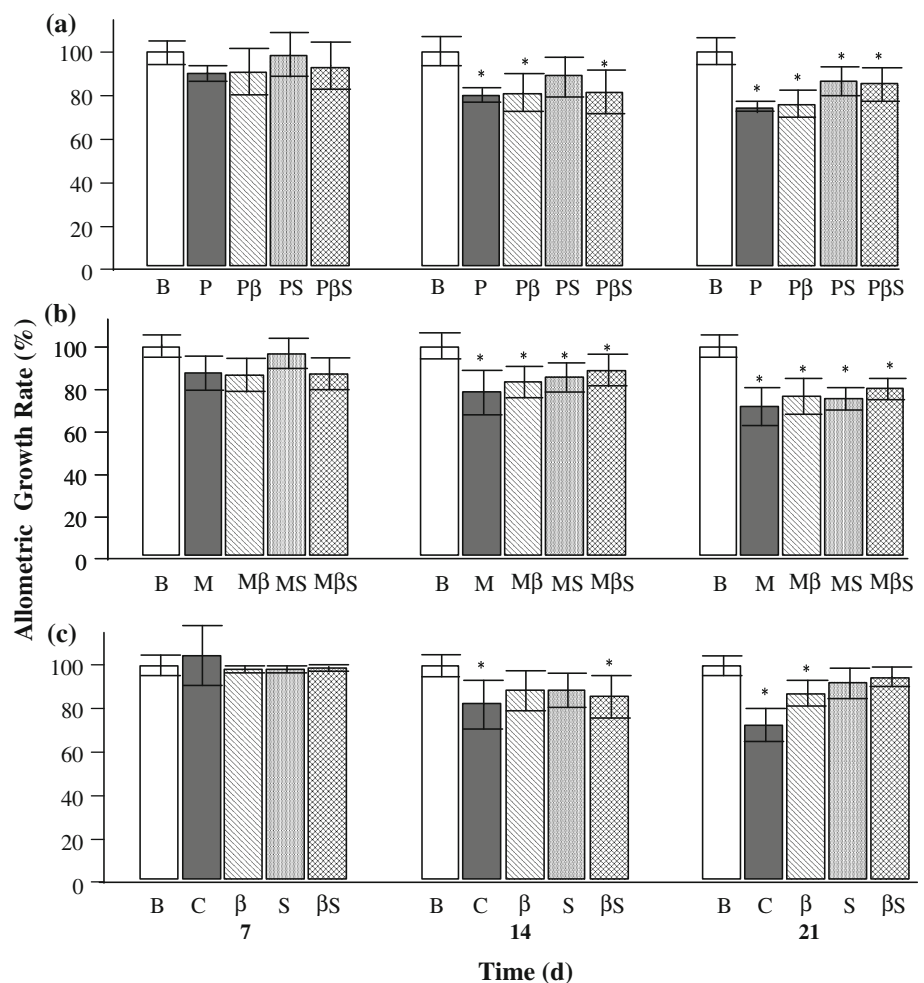 (a)
100
80
60
40
20
0
* * * * * * *
B P Pβ PS PβS B P Pβ PS PβS B P Pβ PS PβS
(b)
100
80
60
40
20
0
* * * * * * * *
B M Mβ MS MβS B M Mβ MS MβS B M Mβ MS MβS
(c)
100
80
60
40
20
0
* * * *
B C β S βS B C β S βS B C β S βS
7 14 21
Time (d)
Allometric Growth Rate (%)